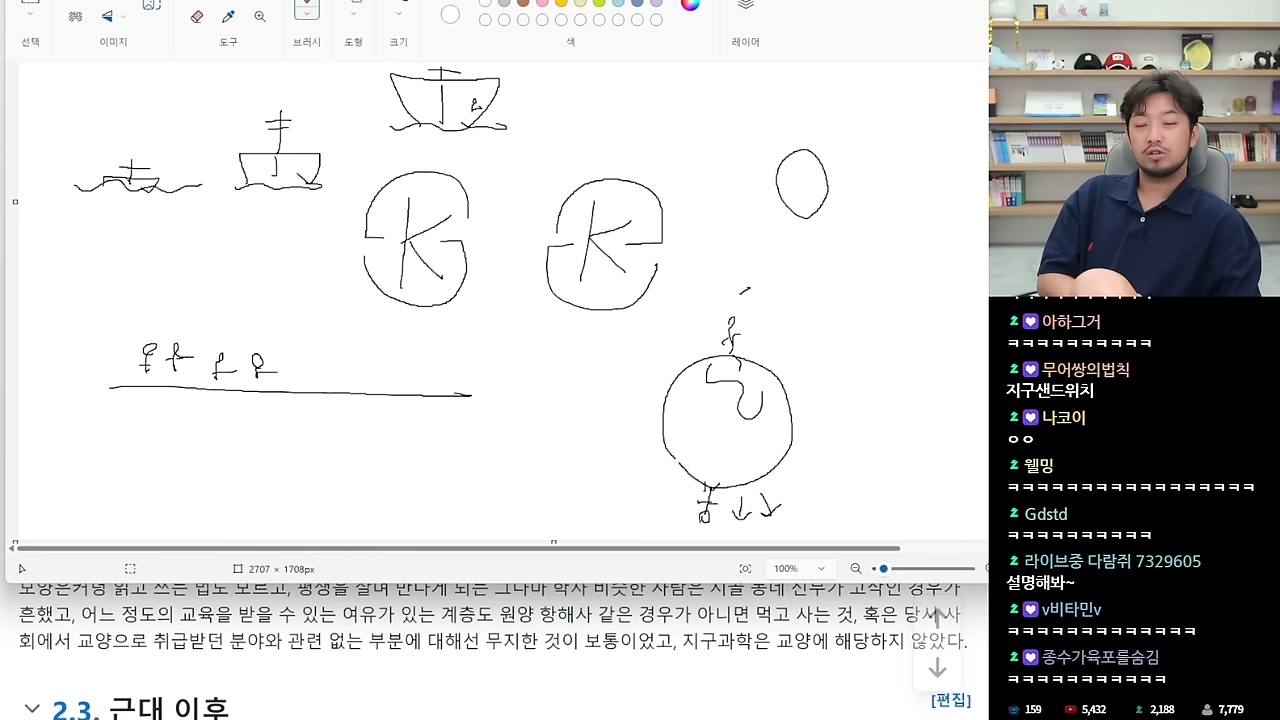 선택
이미지
도구
브러시
도형
크기
색
레이어
K
K
2707 × 1708px
100%
회에서 교양으로 취급받던 분야와 관련 없는 부분에 대해선 무지한 것이 보통이었고, 지구과학은 교양에 해당하지 않았다.
흔했고, 어느 정도의 교육을 받을 수 있는 여유가 있는 계층도 원양 항해사 같은 경우가 아니면 먹고 사는 것, 혹은 당시 사
2.3. 근대 이후
[편집]
아하그거
ㅋㅋㅋㅋㅋㅋㅋㅋㅋㅋ
무어쌍의법칙
지구샌드위치
나코이
ㅇㅇ
웰밍
ㅋㅋㅋㅋㅋㅋㅋㅋㅋㅋㅋㅋㅋㅋㅋㅋㅋ
Gdstd
ㅋㅋㅋㅋㅋㅋㅋㅋㅋㅋ
라이브중 다람쥐 7329605
설명해봐~
v비타민v
ㅋㅋㅋㅋㅋㅋㅋㅋㅋㅋㅋㅋㅋ
종수가육포를숨김
ㅋㅋㅋㅋㅋㅋㅋㅋㅋㅋㅋ
159
5,432
2,188
7,779